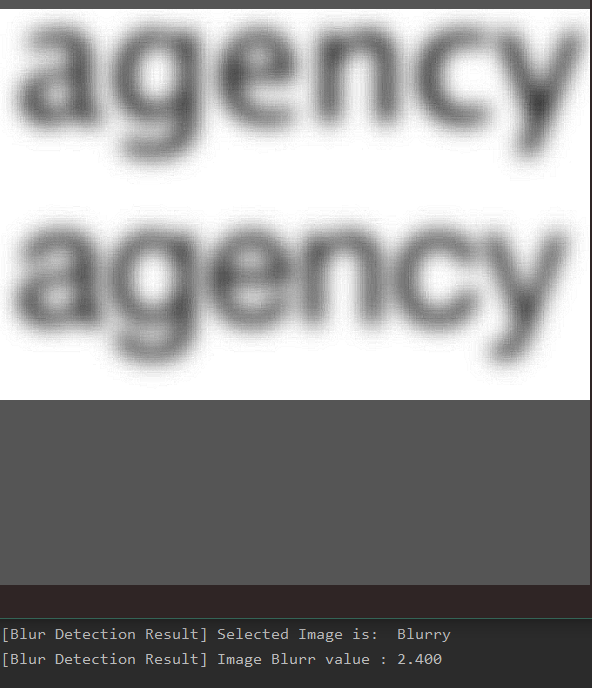 agency
agency
[Blur Detection Result] Selected Image is:  Blurry
[Blur Detection Result] Image Blurr value : 2.400